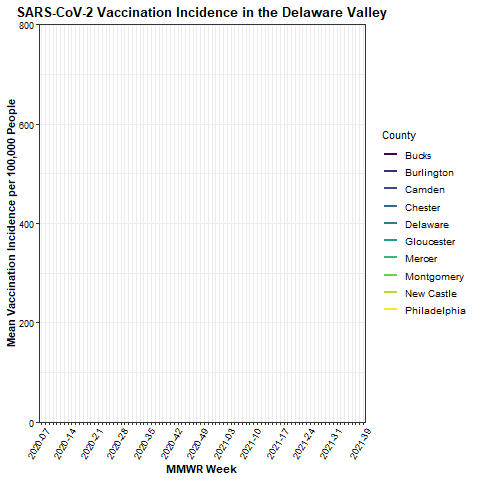 SARS-CoV-2 Vaccination Incidence in the Delaware Valley
Mean Vaccination Incidence per 100,000 People
800
600
400
200
0
2020-07
2020-14
2020-21
2020-28
2020-35
2020-42
2020-49
2021-03
2021-10
2021-17
2021-24
2021-31
2021-39
MMWR Week
County
Bucks
Burlington
Camden
Chester
Delaware
Gloucester
Mercer
Montgomery
New Castle
Philadelphia